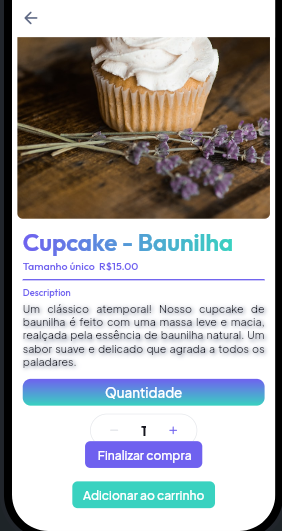 Cupcake - Baunilha
Tamanho único R$15.00
Description
Um clássico atemporal! Nosso cupcake de
baunilha é feito com uma massa leve e macia,
realçada pela essência de baunilha natural. Um
sabor suave e delicado que agrada a todos os
paladares.
Quantidade
− 1 +
Finalizar compra
Adicionar ao carrinho